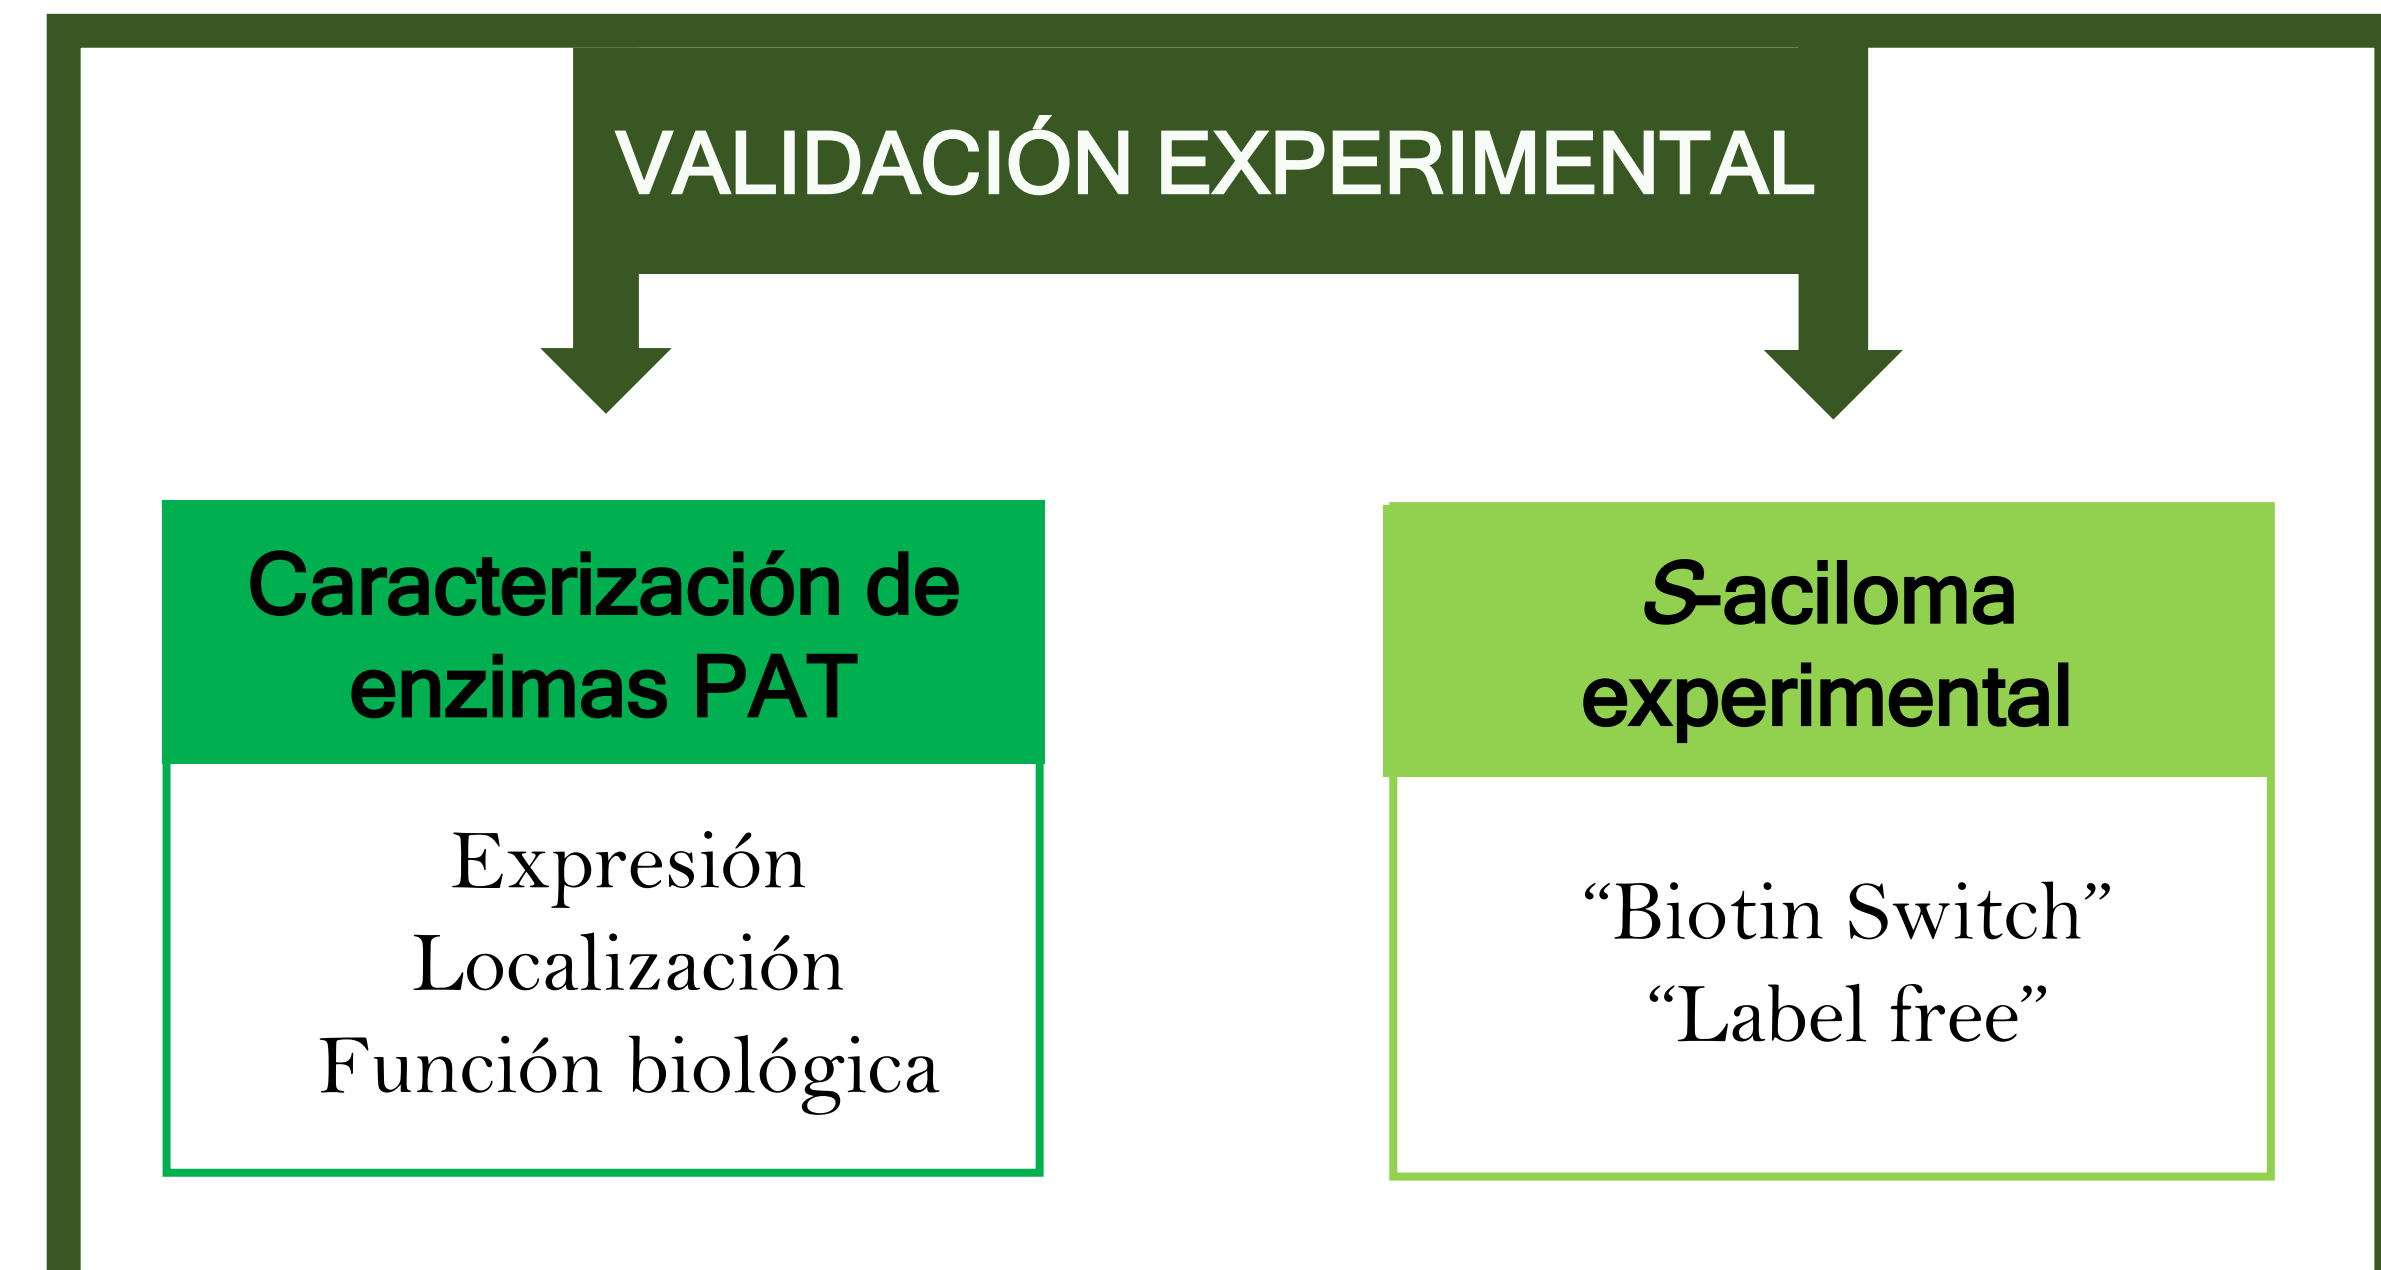 VALIDACIÓN EXPERIMENTAL
Caracterización de
enzimas PAT
Expresión
Localización
Función biológica
S-aciloma
experimental
“Biotin Switch”
“Label free”